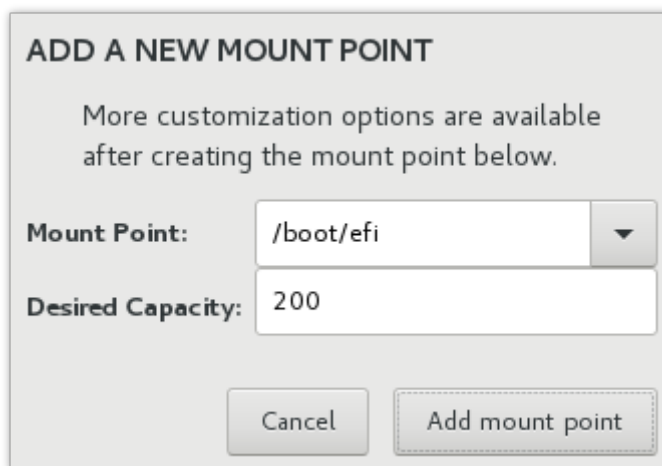 ADD A NEW MOUNT POINT
More customization options are available
after creating the mount point below.
Mount Point: /boot/efi
Desired Capacity: 200
Cancel Add mount point